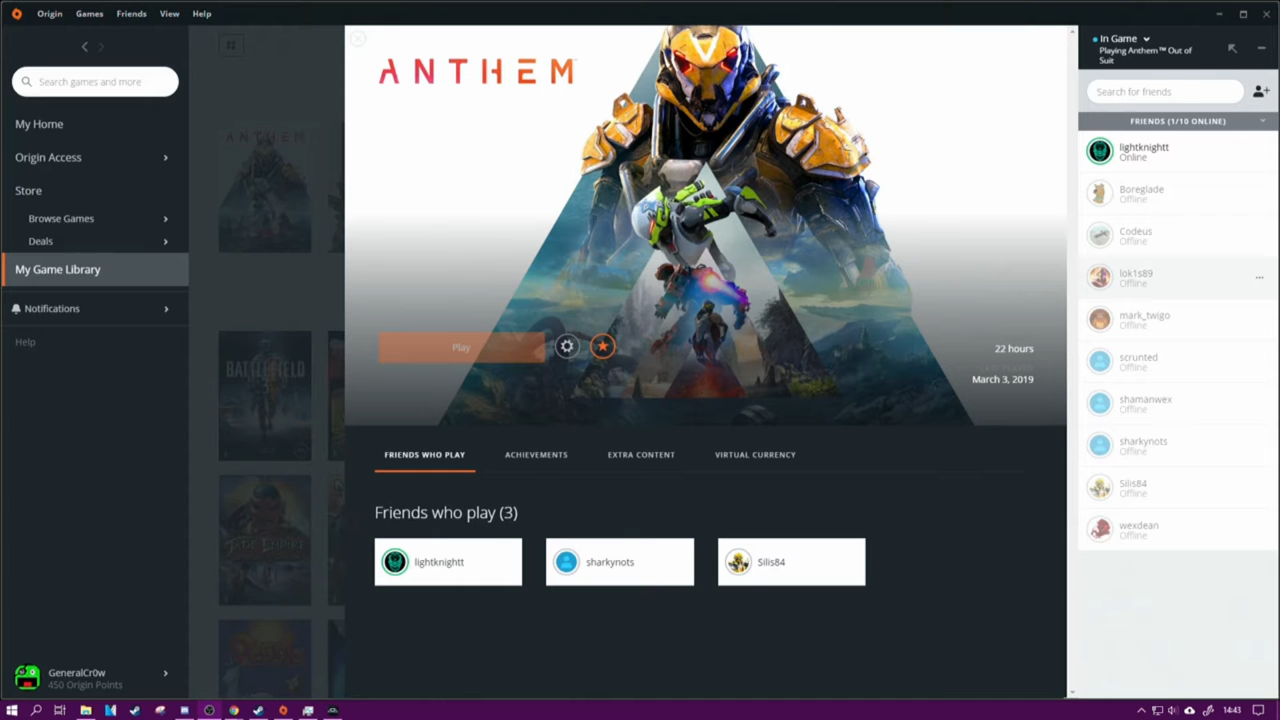 Origin Games Friends View Help
Search games and more
My Home
Origin Access
Store
Browse Games
Deals
My Game Library
Notifications
Help
GeneralCr0w
450 Origin Points
ANTHEM
BATTLEFIELD
JADE EMPIRE
ANTHEM
Play
22 hours
March 3, 2019
FRIENDS WHO PLAY ACHIEVEMENTS EXTRA CONTENT VIRTUAL CURRENCY
Friends who play (3)
lightknightt sharkynots Silis84
In Game
Playing Anthem™ Out of
Suit
Search for friends
FRIENDS (1/10 ONLINE)
lightknightt
Online
Boreglade
Offline
Codeus
Offline
lok1s89
Offline
mark_twigo
Offline
scrunted
Offline
shamanwex
Offline
sharkynots
Offline
Silis84
Offline
wexdean
Offline
14:43